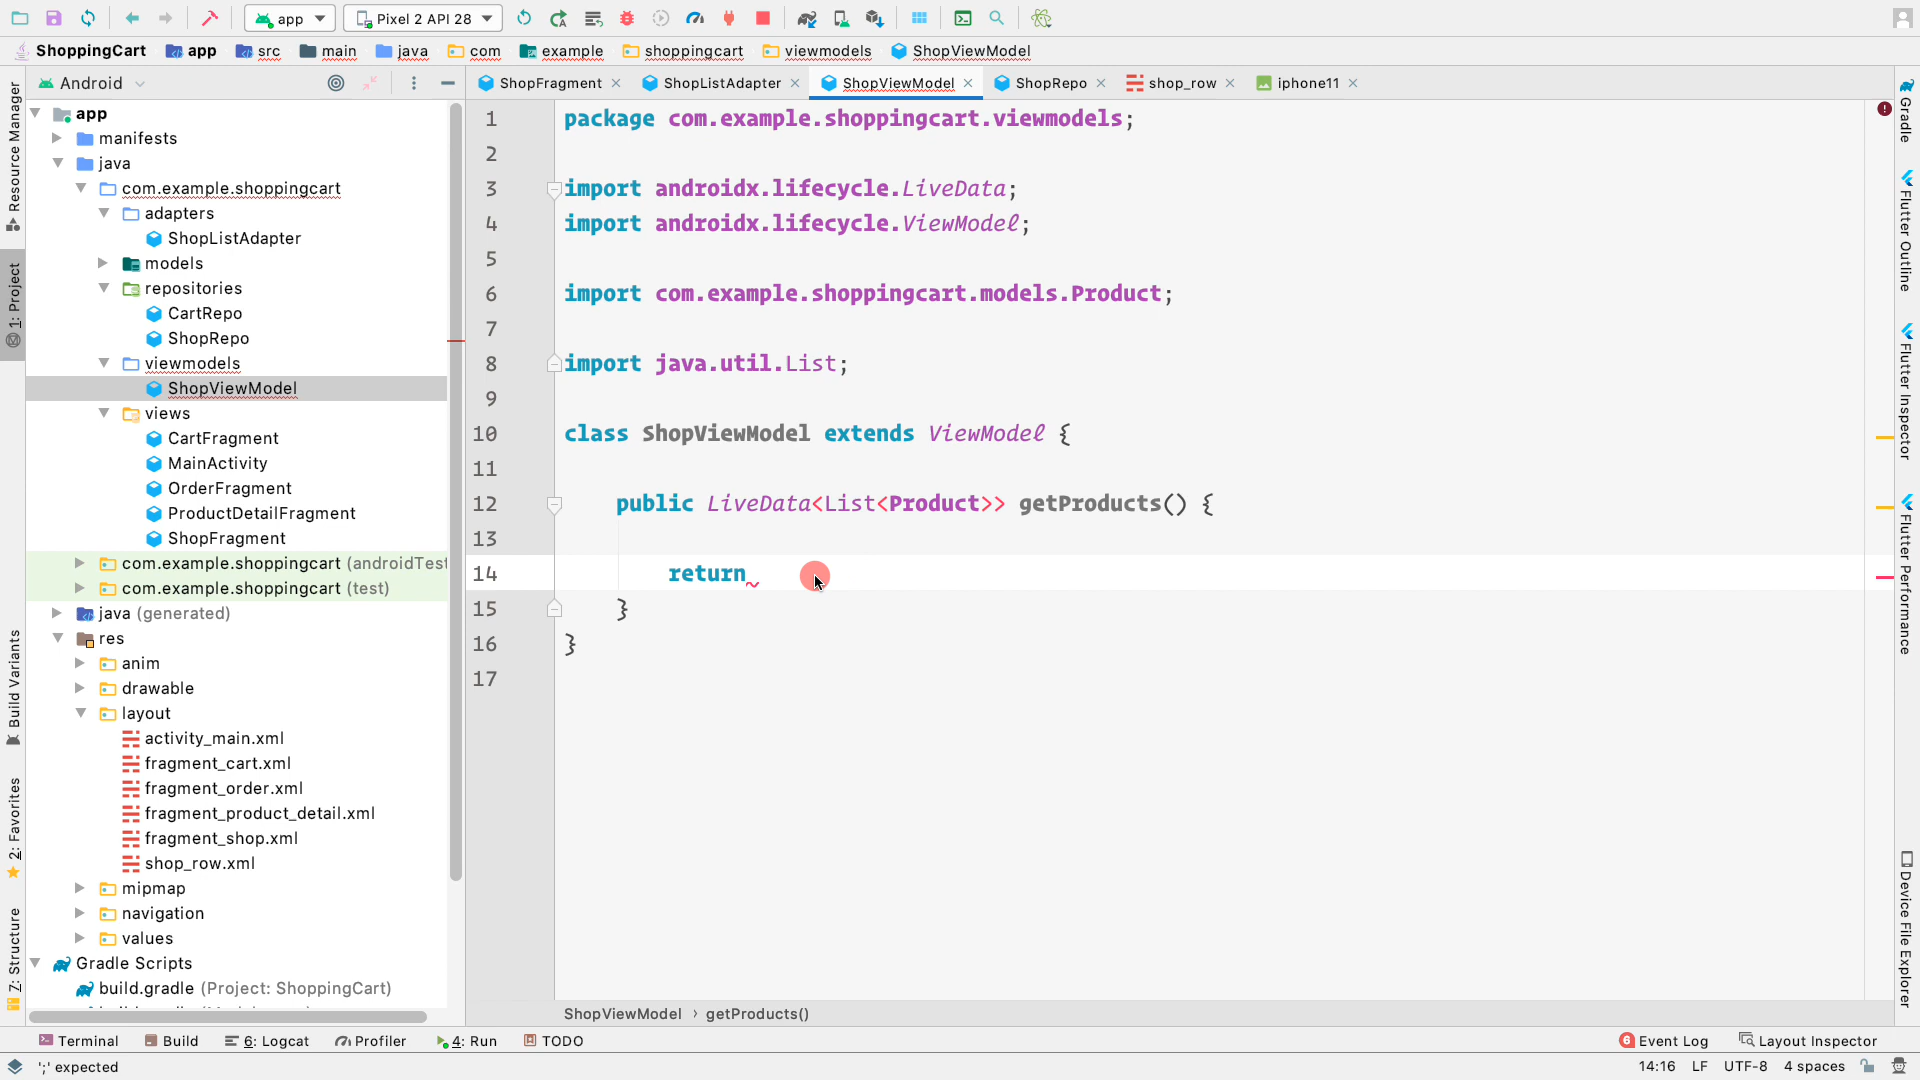 app
Pixel 2 API 28
ShoppingCart app src main java com example shoppingcart viewmodels ShopViewModel
Android
ShopFragment ShopListAdapter ShopViewModel ShopRepo shop_row iphone11
app
manifests
java
com.example.shoppingcart
adapters
ShopListAdapter
models
repositories
CartRepo
ShopRepo
viewmodels
ShopViewModel
views
CartFragment
MainActivity
OrderFragment
ProductDetailFragment
ShopFragment
com.example.shoppingcart (androidTest
com.example.shoppingcart (test)
java (generated)
res
anim
drawable
layout
activity_main.xml
fragment_cart.xml
fragment_order.xml
fragment_product_detail.xml
fragment_shop.xml
shop_row.xml
mipmap
navigation
values
Gradle Scripts
build.gradle (Project: ShoppingCart)
1 package com.example.shoppingcart.viewmodels;
2
3 import androidx.lifecycle.LiveData;
4 import androidx.lifecycle.ViewModel;
5
6 import com.example.shoppingcart.models.Product;
7
8 import java.util.List;
9
10 class ShopViewModel extends ViewModel {
11
12 public LiveData<List<Product>> getProducts() {
13
14 return
15 }
16 }
17
ShopViewModel › getProducts()
Resource Manager
1: Project
Build Variants
2: Favorites
7: Structure
Gradle
Flutter Outline
Flutter Inspector
Flutter Performance
Device File Explorer
Terminal Build 6: Logcat Profiler 4: Run TODO
6 Event Log Layout Inspector
';' expected
14:16 LF UTF-8 4 spaces